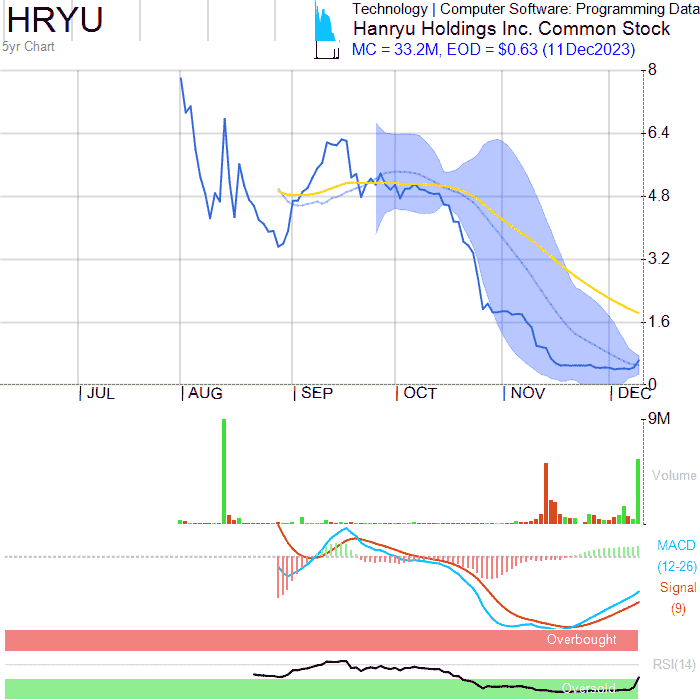 HRYU
5yr Chart
Technology | Computer Software: Programming Data
Hanryu Holdings Inc. Common Stock
MC = 33.2M, EOD = $0.63 (11Dec2023)
8
6.4
4.8
3.2
1.6
0
JUL AUG SEP OCT NOV DEC
9M
Volume
MACD
(12-26)
Signal
(9)
Overbought
RSI(14)
Oversold